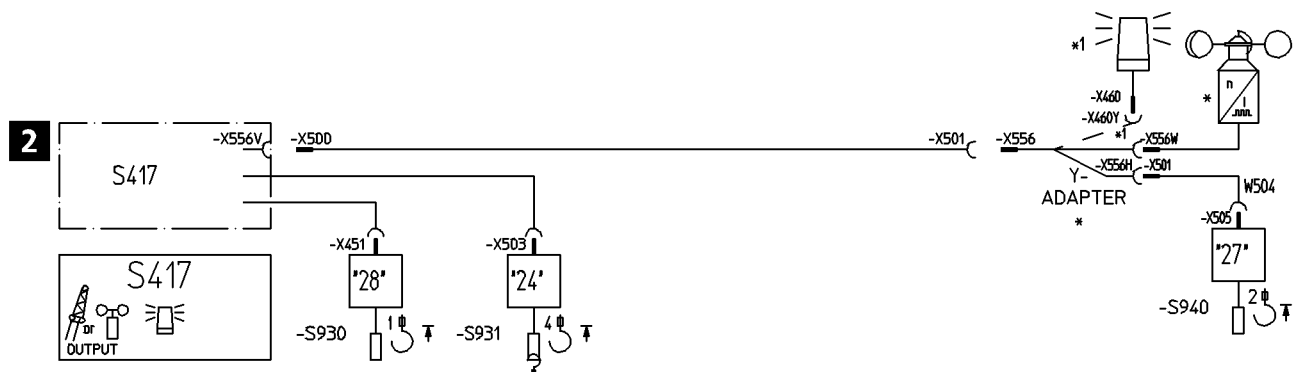 2
S417
-X556V
-X500
-X501
-X556
*1
-X460
-X460Y
*1
-X556W
*
n
-X556H
-X501
Y-
ADAPTER
*
W504
-X505
"27"
-S940
2
-X451
"28"
-S930
1
-X503
"24"
-S931
4
S417
or
OUTPUT